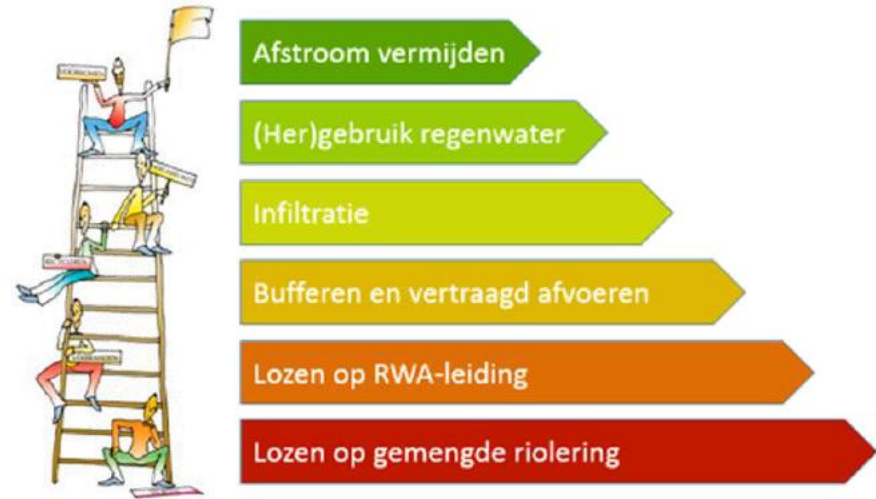 Afstroom vermijden
(Her)gebruik regenwater
Infiltratie
Bufferen en vertraagd afvoeren
Lozen op RWA-leiding
Lozen op gemengde riolering